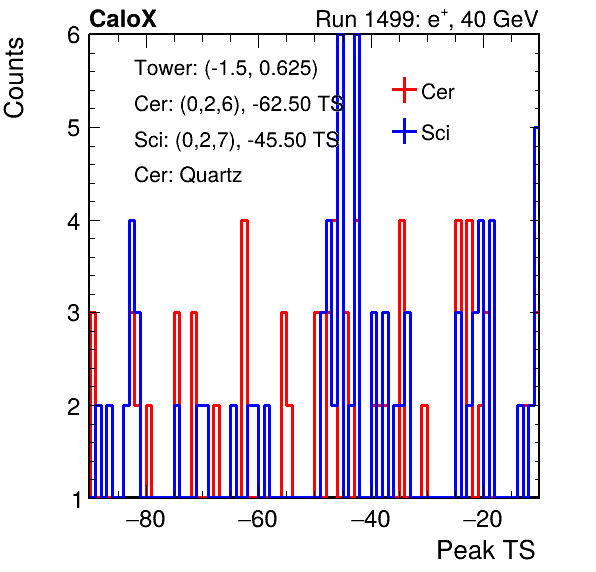 CaloX Run 1499: e⁺, 40 GeV
Counts
6
Tower: (-1.5, 0.625)
Cer: (0,2,6), -62.50 TS
Cer
Sci: (0,2,7), -45.50 TS
Sci
Cer: Quartz
5
4
3
2
1
−80 −60 −40 −20
Peak TS